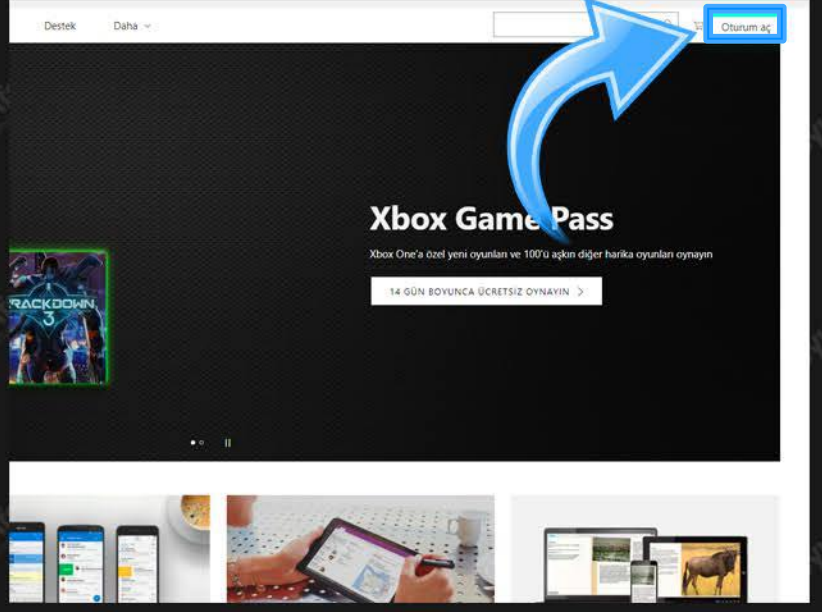 Destek
Daha
Oturum aç
Xbox Game Pass
Xbox One'a özel yeni oyunları ve 100'ü aşkın diğer harika oyunları oynayın
14 GÜN BOYUNCA ÜCRETSİZ OYNAYIN
CRACKDOWN
3